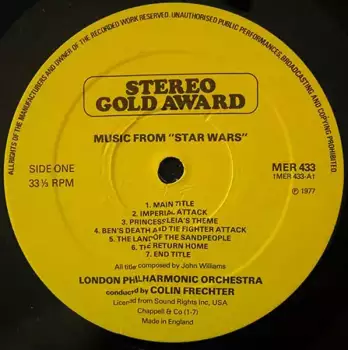 ALL RIGHTS OF THE MANUFACTURERS AND OWNER OF THE RECORDED WORK RESERVED. UNAUTHORISED PUBLIC PERFORMANCES, BROADCASTING AND COPYING PROHIBITED.
STEREO
GOLD AWARD
MUSIC FROM "STAR WARS"
SIDE ONE
33⅓ RPM
MER 433
1MER 433-A1
℗ 1977
1. MAIN TITLE
2. IMPERIAL ATTACK
3. PRINCESS LEIA'S THEME
4. BEN'S DEATH AND TIE FIGHTER ATTACK
5. THE LAND OF THE SANDPEOPLE
6. THE RETURN HOME
7. END TITLE
All title composed by John Williams
LONDON PHILHARMONIC ORCHESTRA
conducred by COLIN FRECHTER
Licensed from Sound Rights Inc, USA
Chappell & Co (1-7)
Made in England